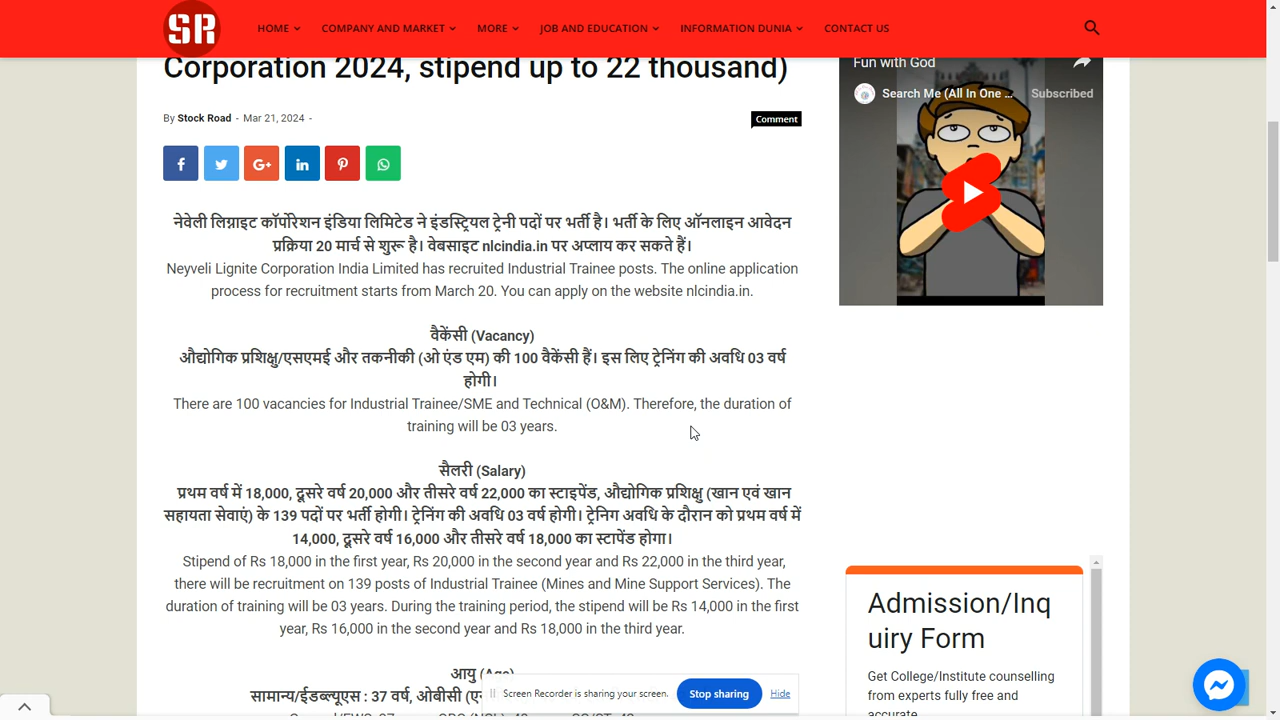 SR
HOME
COMPANY AND MARKET
MORE
JOB AND EDUCATION
INFORMATION DUNIA
CONTACT US
Corporation 2024, stipend up to 22 thousand)
By Stock Road - Mar 21, 2024 -
Comment
नेवेली लिग्नाइट कॉर्पोरेशन इंडिया लिमिटेड ने इंडस्ट्रियल ट्रेनी पदों पर भर्ती है। भर्ती के लिए ऑनलाइन आवेदन
प्रक्रिया 20 मार्च से शुरू है। वेबसाइट nlcindia.in पर अप्लाय कर सकते हैं।
Neyveli Lignite Corporation India Limited has recruited Industrial Trainee posts. The online application
process for recruitment starts from March 20. You can apply on the website nlcindia.in.
वैकेंसी (Vacancy)
औद्योगिक प्रशिक्षु/एसएमई और तकनीकी (ओ एंड एम) की 100 वैकेंसी हैं। इस लिए ट्रेनिंग की अवधि 03 वर्ष
होगी।
There are 100 vacancies for Industrial Trainee/SME and Technical (O&M). Therefore, the duration of
training will be 03 years.
सैलरी (Salary)
प्रथम वर्ष में 18,000, दूसरे वर्ष 20,000 और तीसरे वर्ष 22,000 का स्टाइपेंड, औद्योगिक प्रशिक्षु (खान एवं खान
सहायता सेवाएं) के 139 पदों पर भर्ती होगी। ट्रेनिंग की अवधि 03 वर्ष होगी। ट्रेनिग अवधि के दौरान को प्रथम वर्ष में
14,000, दूसरे वर्ष 16,000 और तीसरे वर्ष 18,000 का स्टापेंड होगा।
Stipend of Rs 18,000 in the first year, Rs 20,000 in the second year and Rs 22,000 in the third year,
there will be recruitment on 139 posts of Industrial Trainee (Mines and Mine Support Services). The
duration of training will be 03 years. During the training period, the stipend will be Rs 14,000 in the first
year, Rs 16,000 in the second year and Rs 18,000 in the third year.
आयु (Age)
सामान्य/ईडब्ल्यूएस : 37 वर्ष, ओबीसी
Screen Recorder is sharing your screen.
Stop sharing
Hide
Fun with God
Search Me (All In One ...
Subscribed
Admission/Inq
uiry Form
Get College/Institute counselling
from experts fully free and
accurate